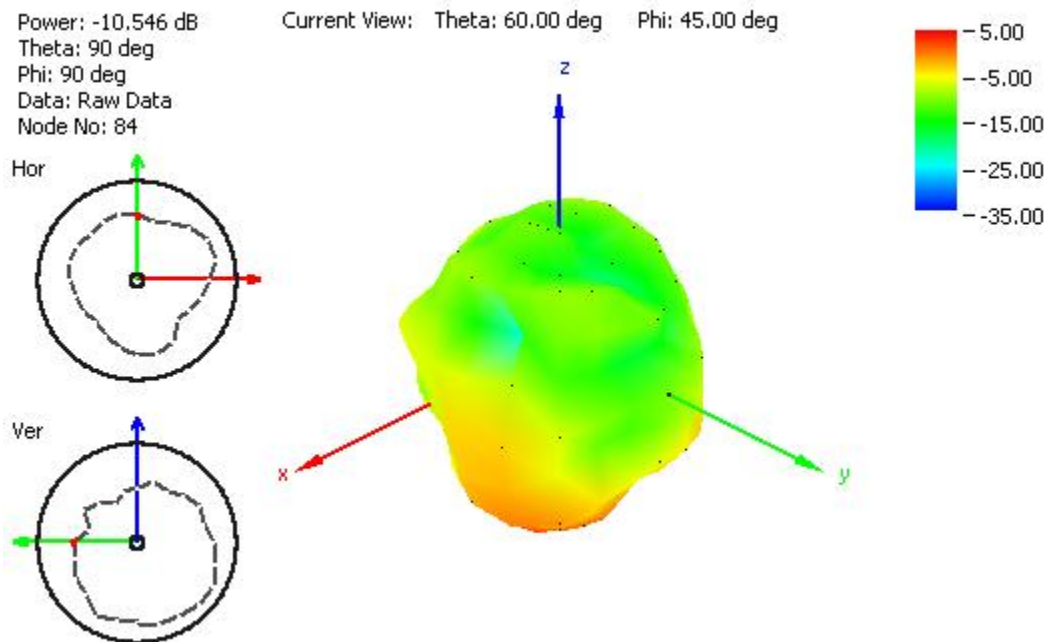 Power: -10.546 dB
Theta: 90 deg
Phi: 90 deg
Data: Raw Data
Node No: 84
Current View: Theta: 60.00 deg Phi: 45.00 deg
5.00
-5.00
-15.00
-25.00
-35.00
Hor
Ver
z
x
y